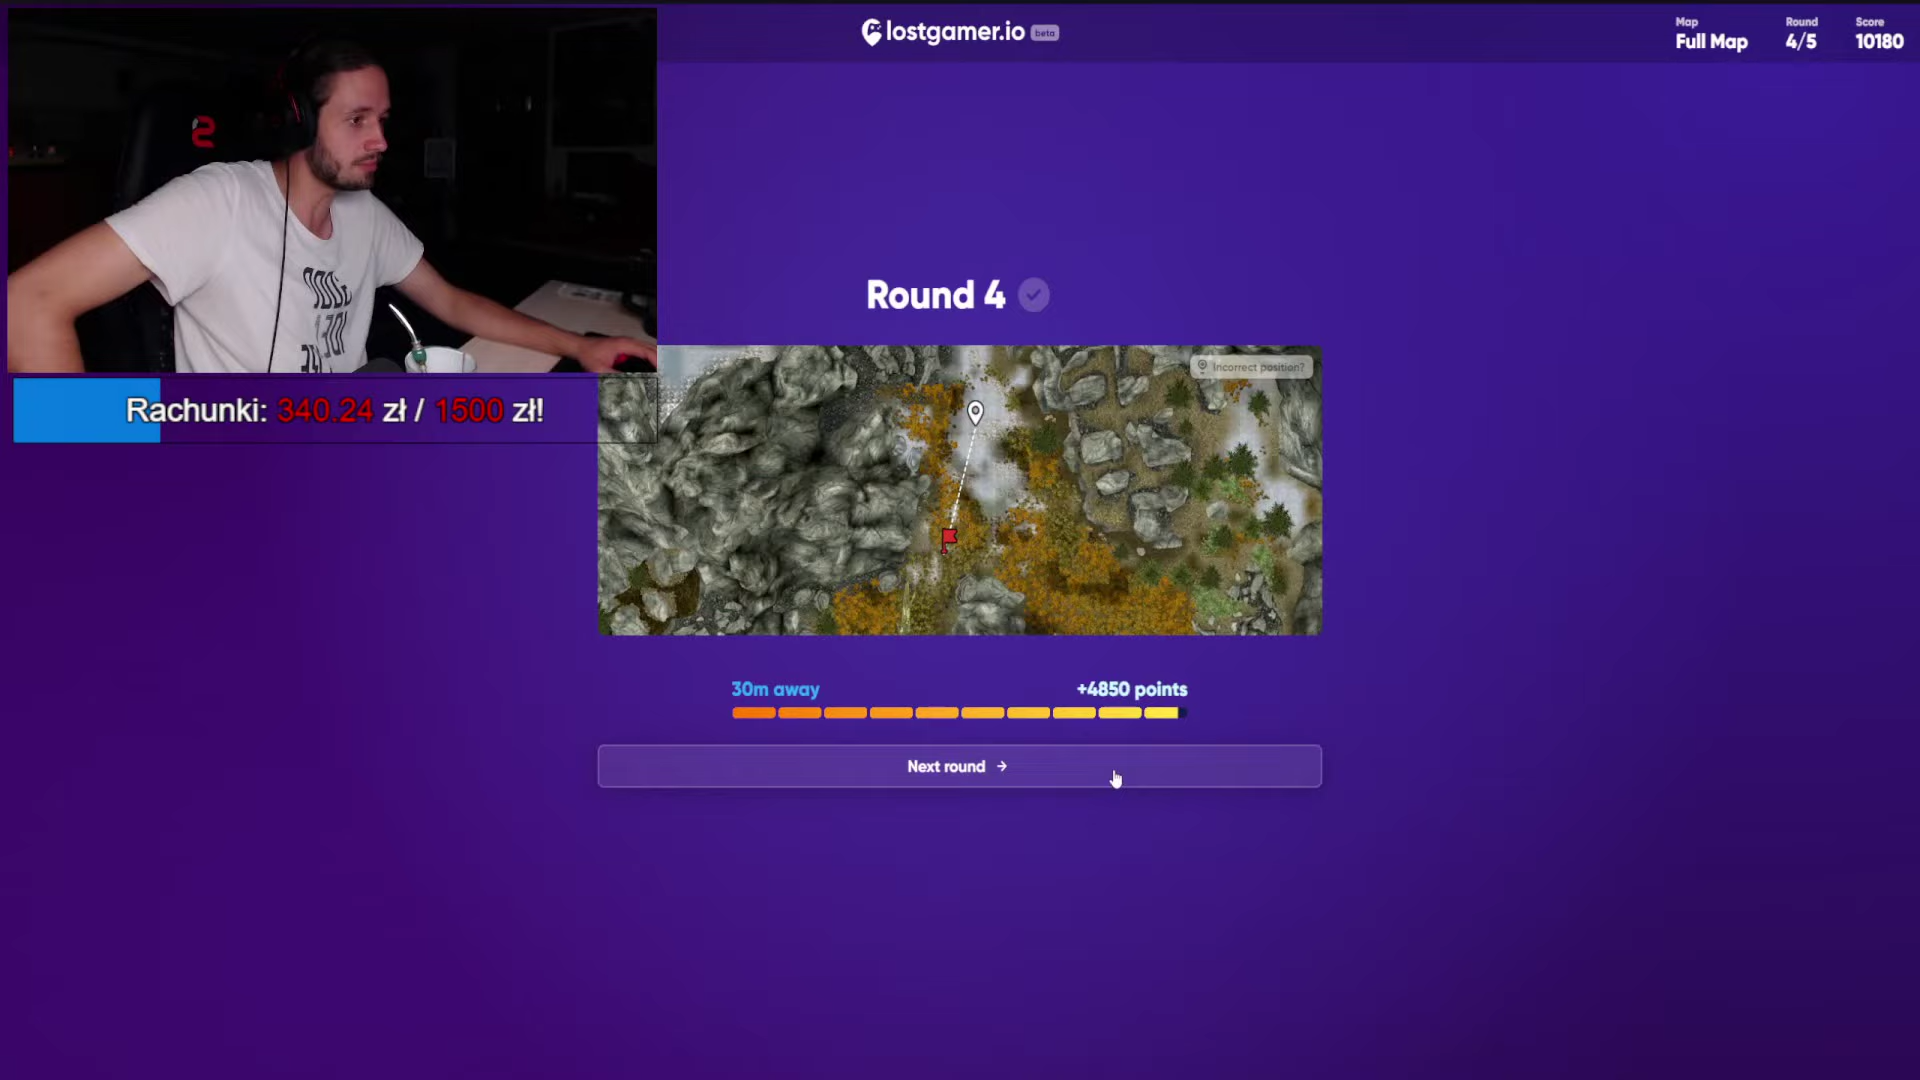 lostgamer.io beta
Map
Full Map
Round
4/5
Score
10180
Rachunki: 340.24 zł / 1500 zł!
Round 4
Incorrect position?
30m away
+4850 points
Next round →